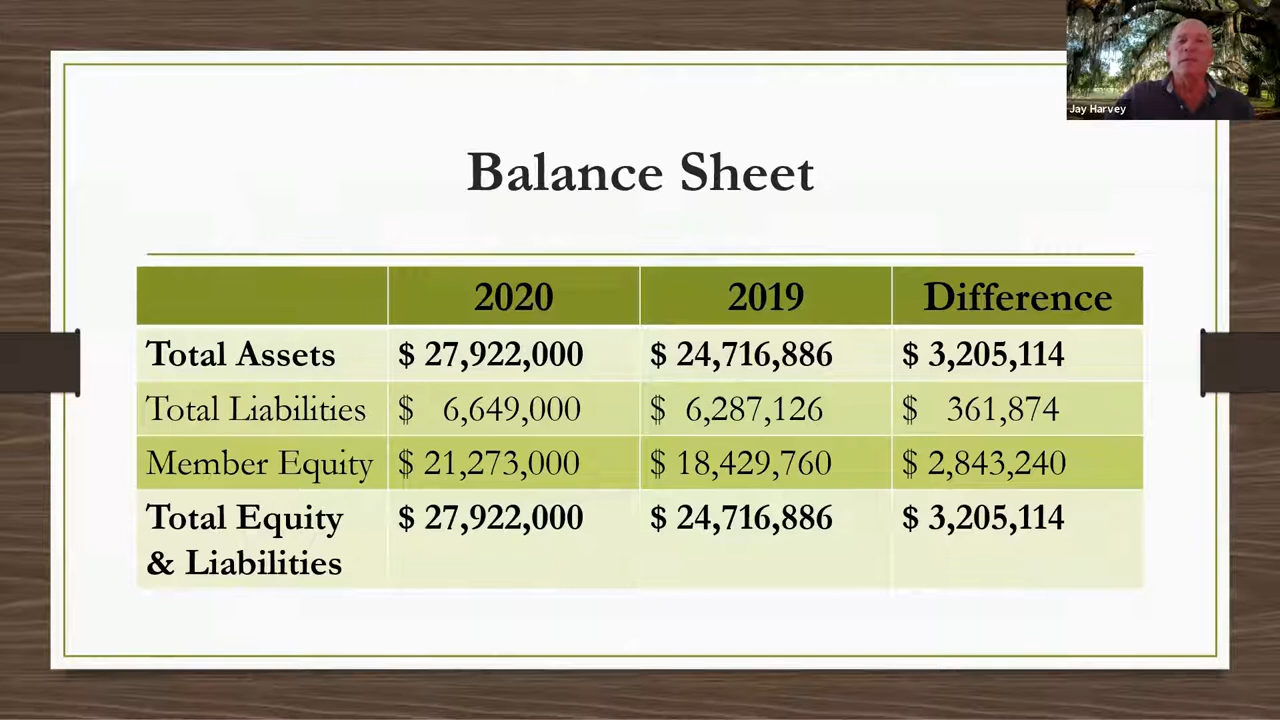 Jay Harvey
Balance Sheet
2020 2019 Difference
Total Assets $ 27,922,000 $ 24,716,886 $ 3,205,114
Total Liabilities $ 6,649,000 $ 6,287,126 $ 361,874
Member Equity $ 21,273,000 $ 18,429,760 $ 2,843,240
Total Equity $ 27,922,000 $ 24,716,886 $ 3,205,114
& Liabilities